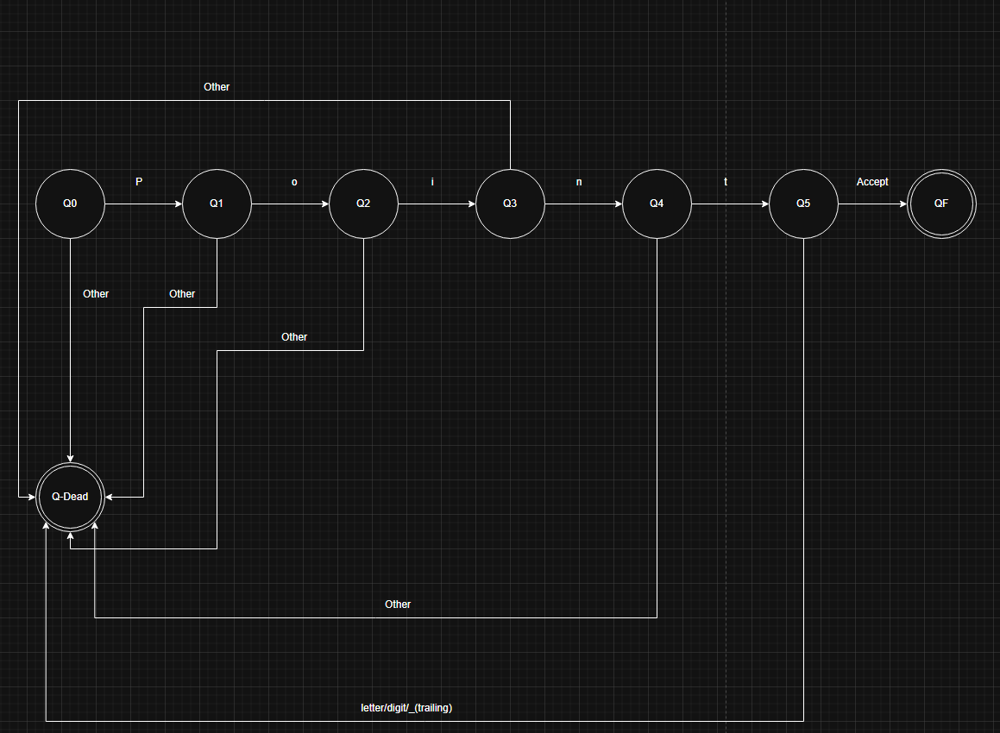 Other
P
o
i
n
t
Accept
Q0
Q1
Q2
Q3
Q4
Q5
QF
Other
Other
Other
Q-Dead
Other
letter/digit/_(trailing)